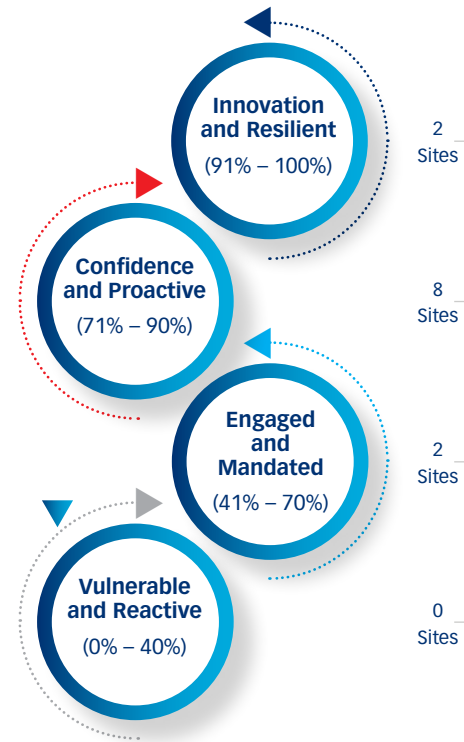 Innovation
and Resilient
(91% – 100%)
2
Sites
Confidence
and Proactive
(71% – 90%)
8
Sites
Engaged
and
Mandated
(41% – 70%)
2
Sites
Vulnerable
and Reactive
(0% – 40%)
0
Sites